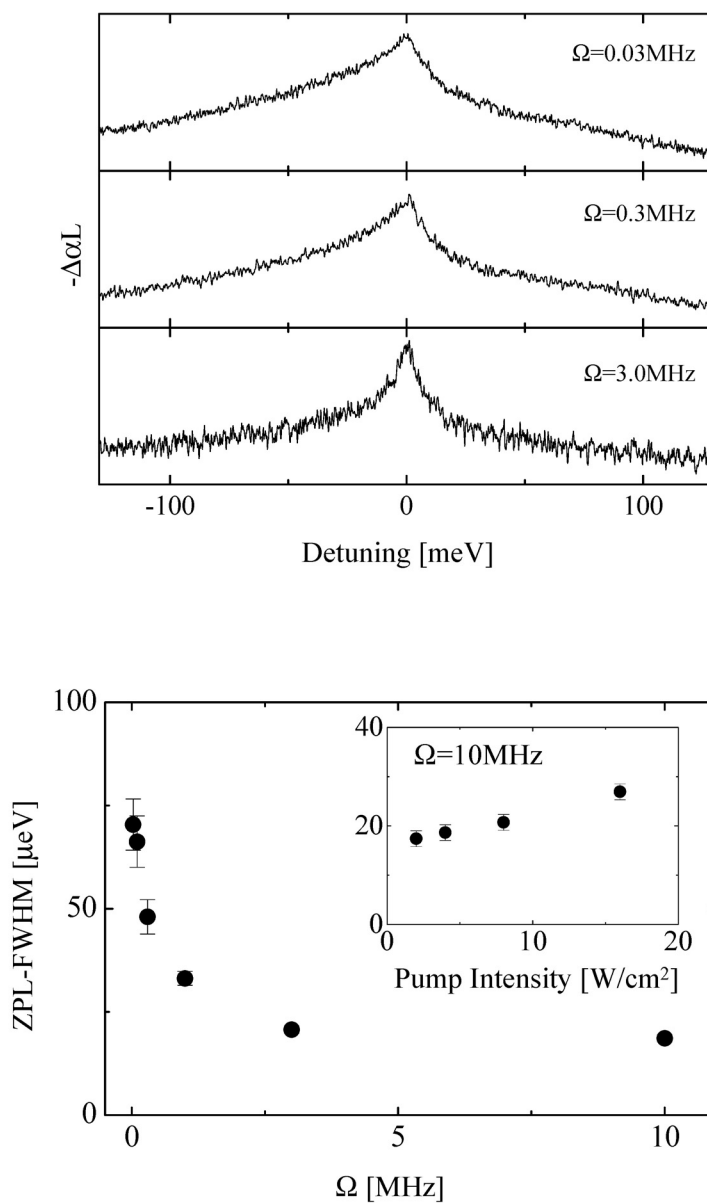 Ω=0.03MHz
Ω=0.3MHz
-ΔαL
Ω=3.0MHz
-100 0 100
Detuning [meV]
100
50
0
ZPL-FWHM [μeV]
40
20
0
Ω=10MHz
0 10 20
Pump Intensity [W/cm²]
0 5 10
Ω [MHz]